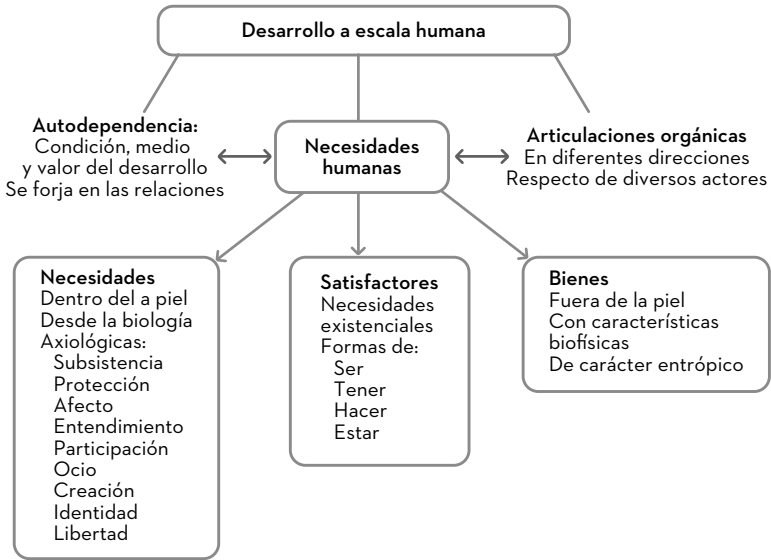 Desarrollo a escala humana
Autodependencia:
Condición, medio
y valor del desarrollo
Se forja en las relaciones
Necesidades
humanas
Articulaciones orgánicas
En diferentes direcciones
Respecto de diversos actores
Necesidades
Dentro del a piel
Desde la biología
Axiológicas:
Subsistencia
Protección
Afecto
Entendimiento
Participación
Ocio
Creación
Identidad
Libertad
Satisfactores
Necesidades
existenciales
Formas de:
Ser
Tener
Hacer
Estar
Bienes
Fuera de la piel
Con características
biofísicas
De carácter entrópico